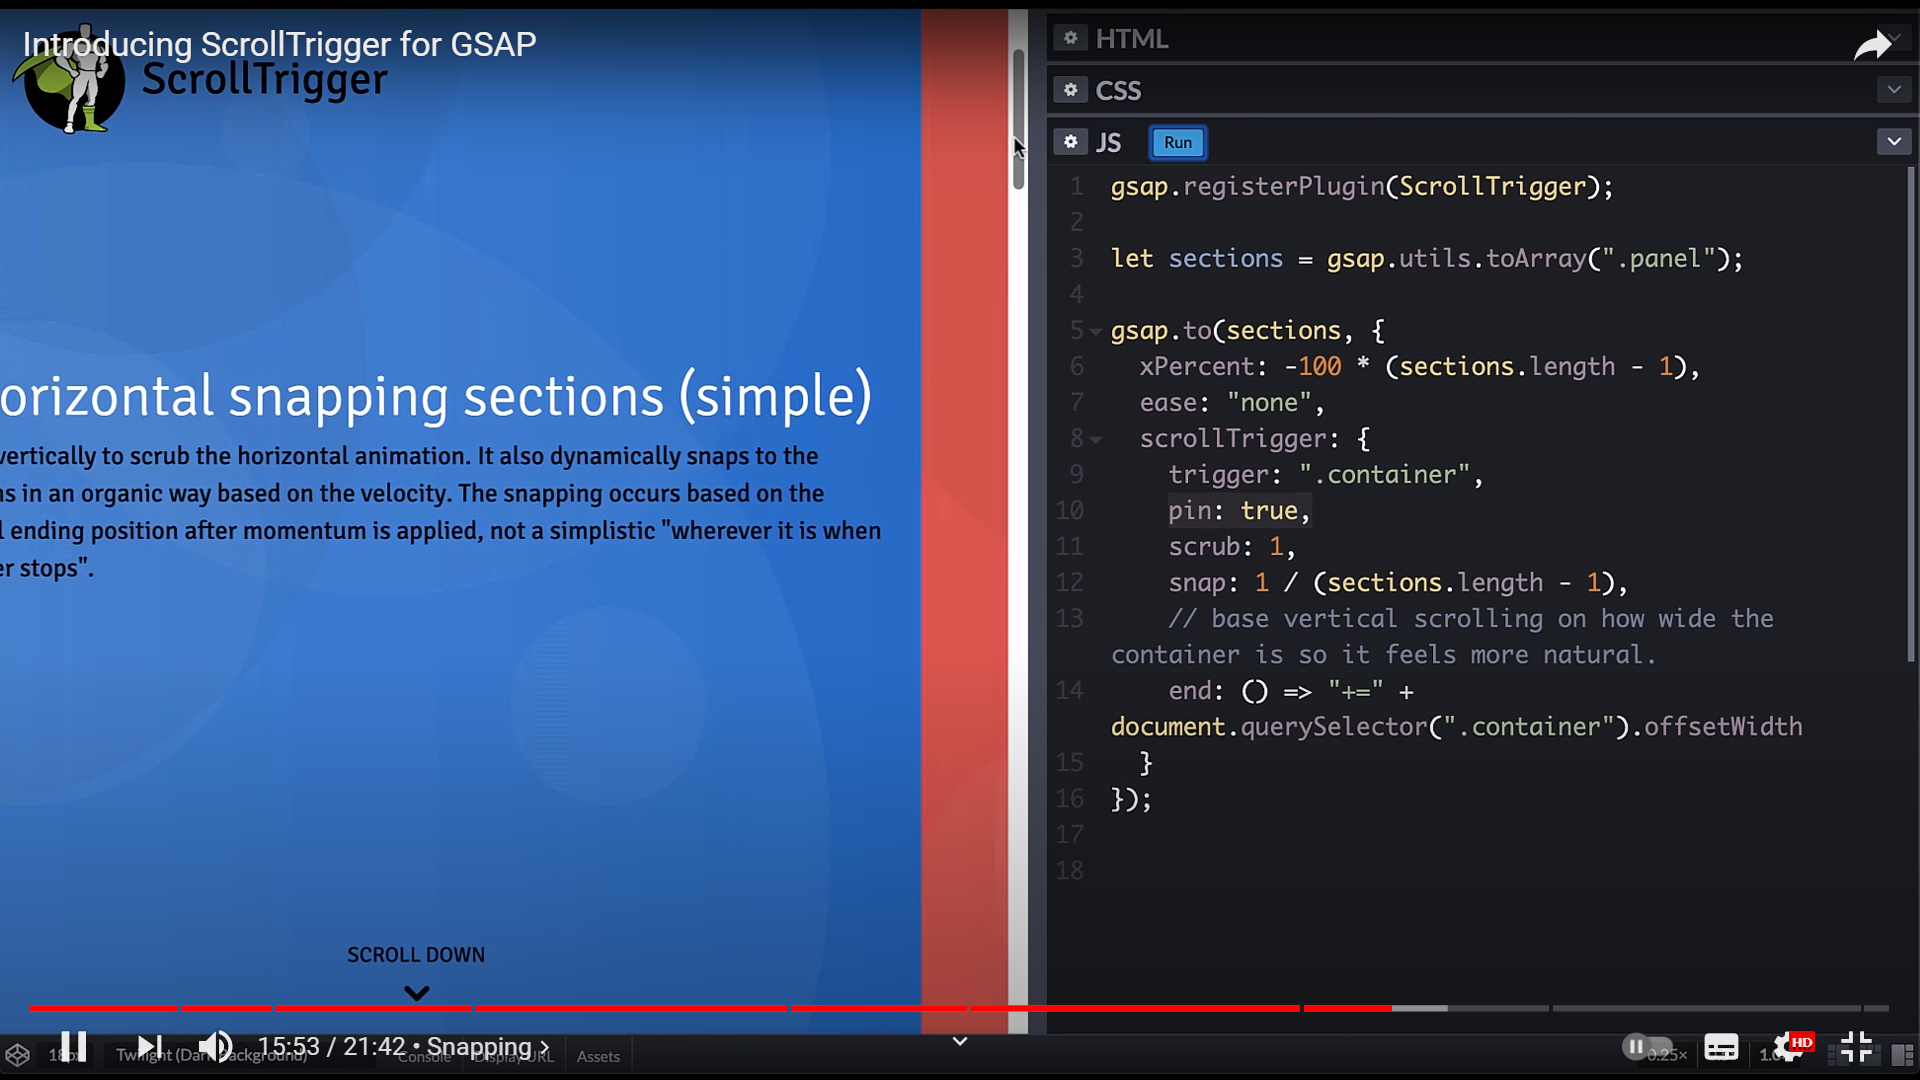 Introducing ScrollTrigger for GSAP
ScrollTrigger
orizontal snapping sections (simple)
vertically to scrub the horizontal animation. It also dynamically snaps to the
ns in an organic way based on the velocity. The snapping occurs based on the
l ending position after momentum is applied, not a simplistic "wherever it is when
er stops".
SCROLL DOWN
HTML
CSS
JS Run
1 gsap.registerPlugin(ScrollTrigger);
2
3 let sections = gsap.utils.toArray(".panel");
4
5 gsap.to(sections, {
6 xPercent: -100 * (sections.length - 1),
7 ease: "none",
8 scrollTrigger: {
9 trigger: ".container",
10 pin: true,
11 scrub: 1,
12 snap: 1 / (sections.length - 1),
13 // base vertical scrolling on how wide the
container is so it feels more natural.
14 end: () => "+=" +
document.querySelector(".container").offsetWidth
15 }
16 });
17
18
15:53 / 21:42 • Snapping
Twilight (Dark Background) Console Display URL Assets
0.25×
HD